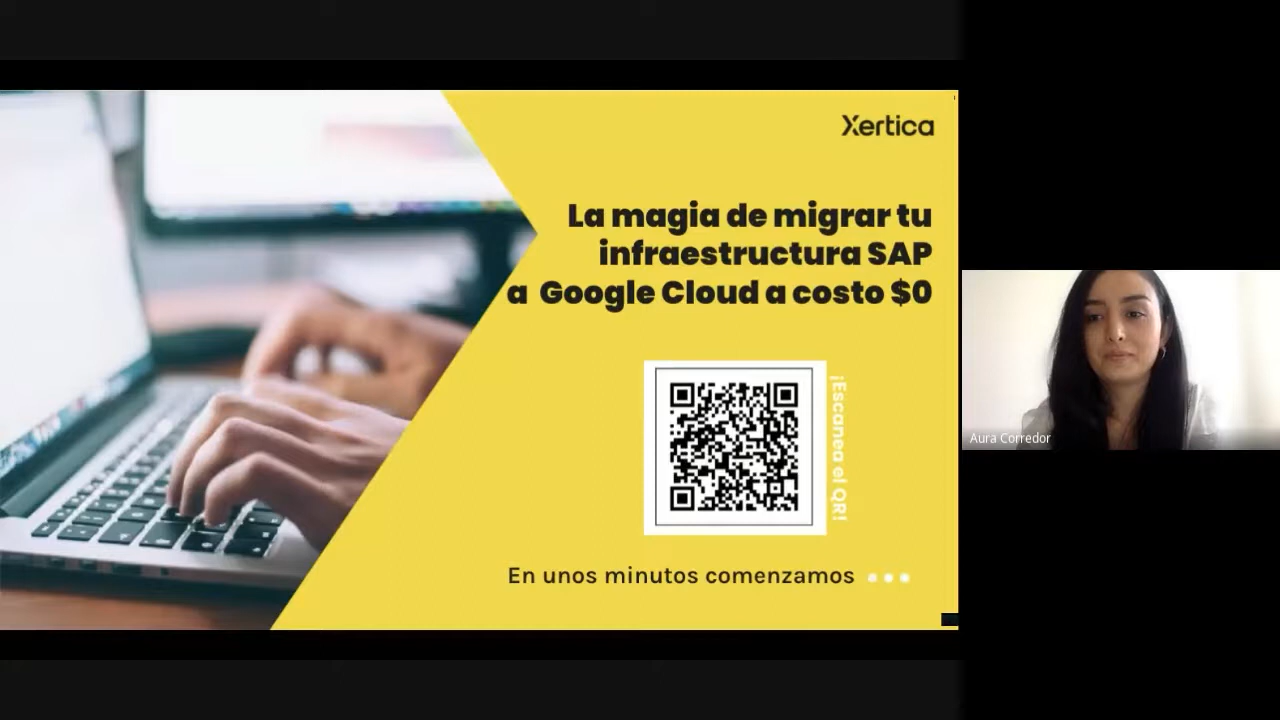 Xertica
La magia de migrar tu
infraestructura SAP
a Google Cloud a costo $0
¡Escanea el QR!
En unos minutos comenzamos
Aura Corredor